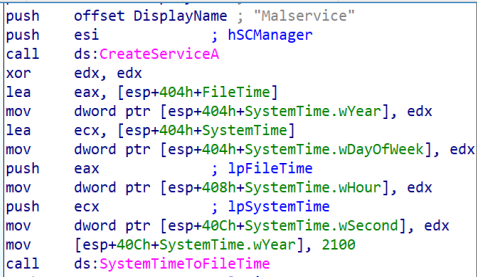 push offset DisplayName ; "Malservice"
push esi ; hSCManager
call ds:CreateServiceA
xor edx, edx
lea eax, [esp+404h+FileTime]
mov dword ptr [esp+404h+SystemTime.wYear], edx
lea ecx, [esp+404h+SystemTime]
mov dword ptr [esp+404h+SystemTime.wDayOfWeek], edx
push eax ; lpFileTime
mov dword ptr [esp+408h+SystemTime.wHour], edx
push ecx ; lpSystemTime
mov dword ptr [esp+40Ch+SystemTime.wSecond], edx
mov [esp+40Ch+SystemTime.wYear], 2100
call ds:SystemTimeToFileTime